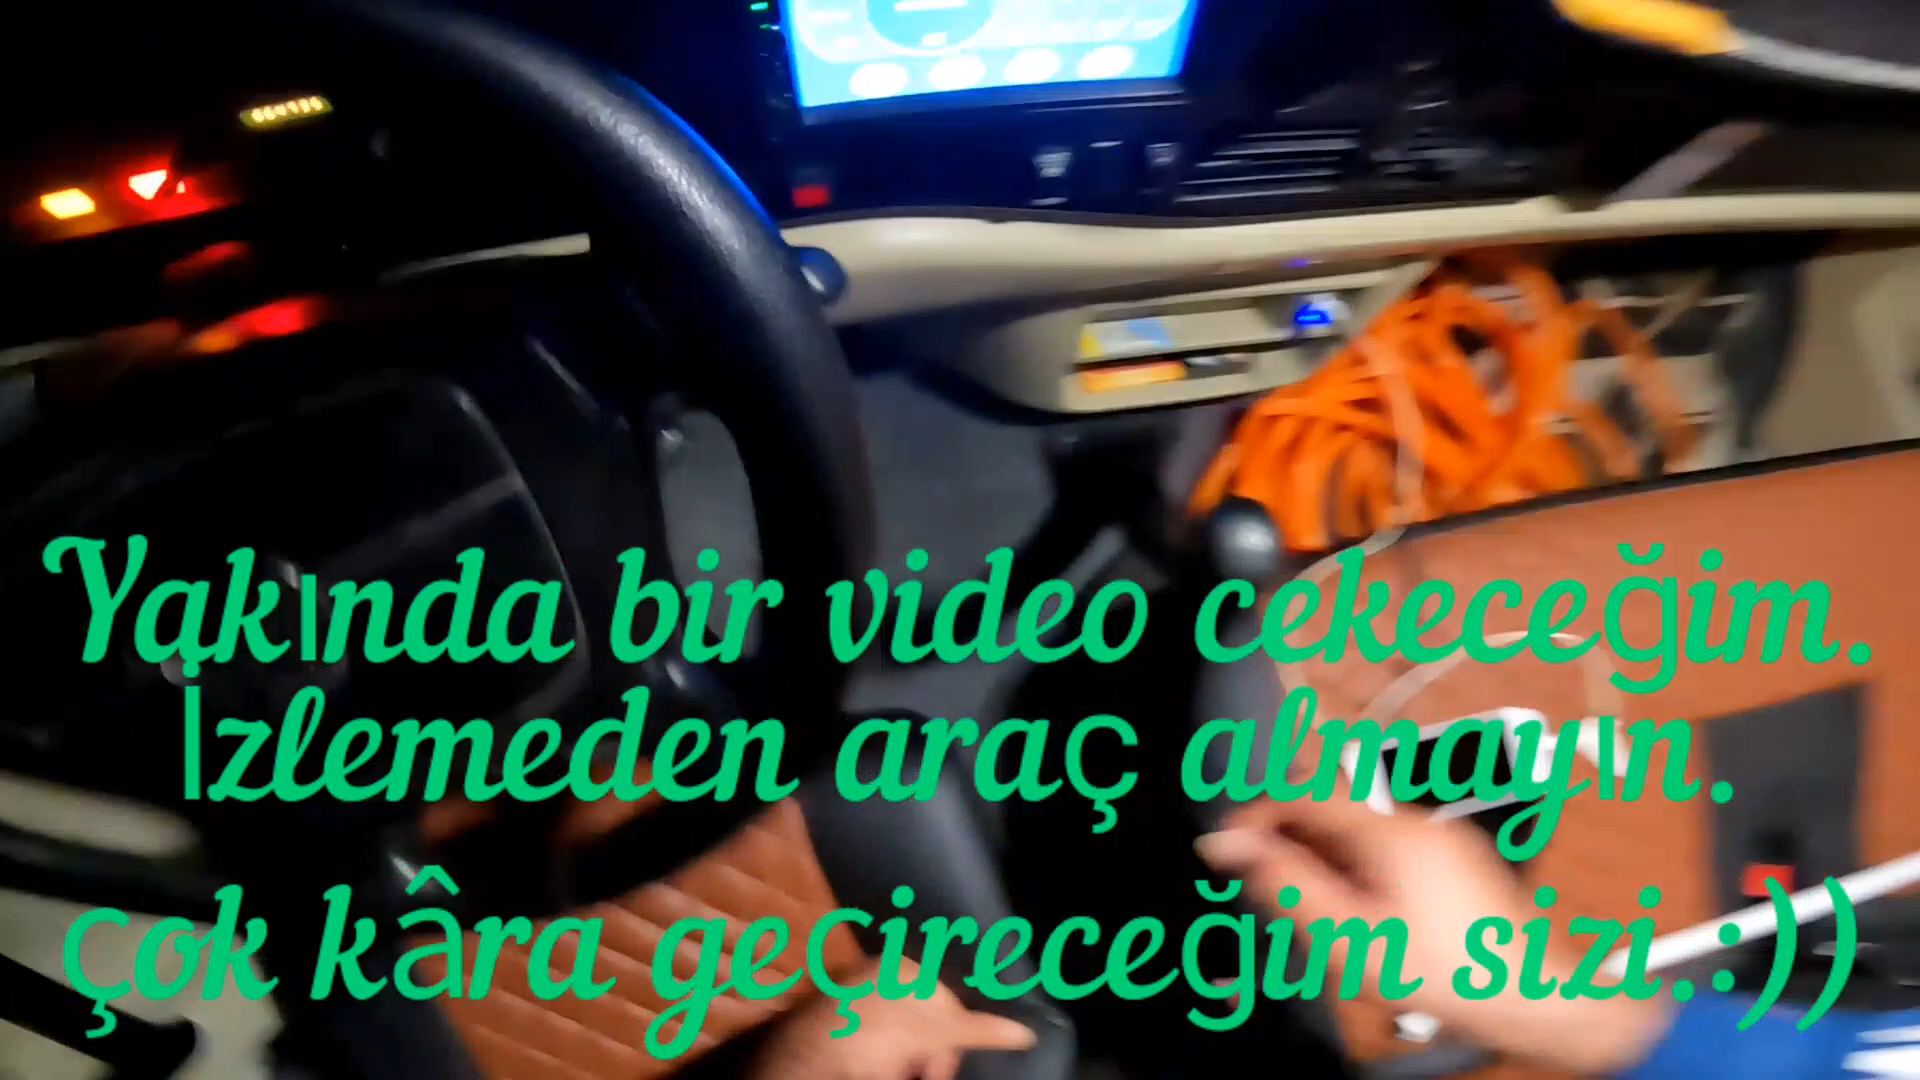 Yakında bir video cekeceğim.
İzlemeden araç almayın.
çok kâra geçireceğim sizi.:))